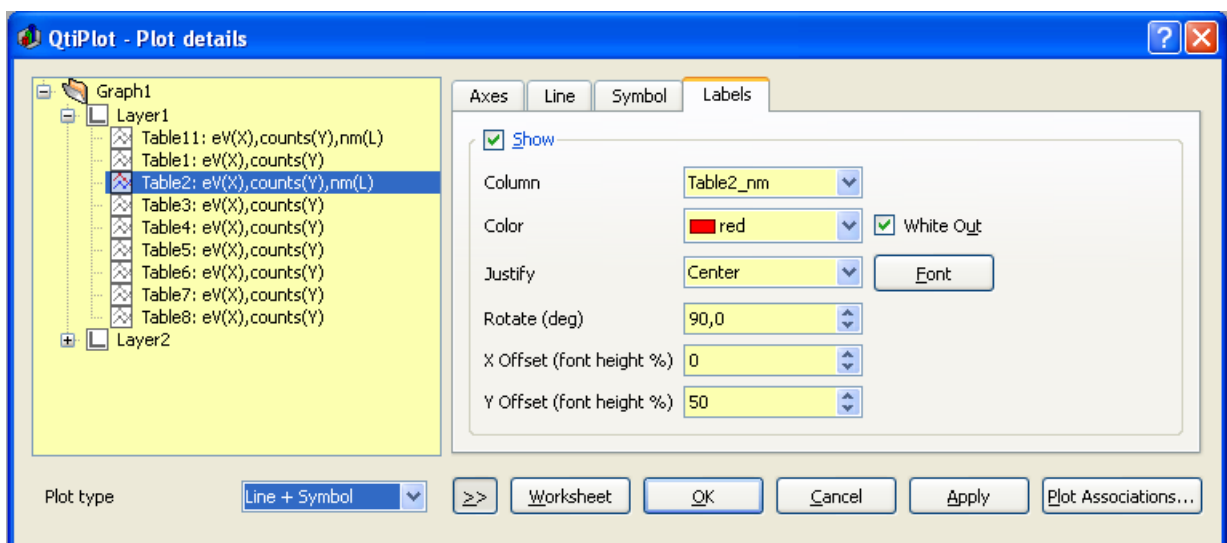 QtiPlot - Plot details
Graph1
Layer1
Table11: eV(X),counts(Y),nm(L)
Table1: eV(X),counts(Y)
Table2: eV(X),counts(Y),nm(L)
Table3: eV(X),counts(Y)
Table4: eV(X),counts(Y)
Table5: eV(X),counts(Y)
Table6: eV(X),counts(Y)
Table7: eV(X),counts(Y)
Table8: eV(X),counts(Y)
Layer2
Axes Line Symbol Labels
Show
Column Table2_nm
Color red White Out
Justify Center Font
Rotate (deg) 90,0
X Offset (font height %) 0
Y Offset (font height %) 50
Plot type Line + Symbol >> Worksheet OK Cancel Apply Plot Associations...